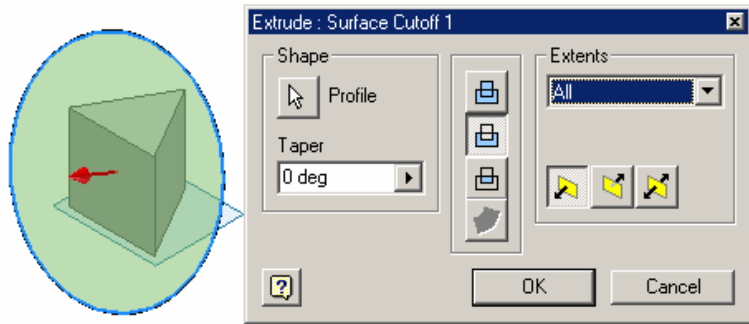 Extrude : Surface Cutoff 1
Shape
Profile
Taper
0 deg
Extents
All
?
OK
Cancel